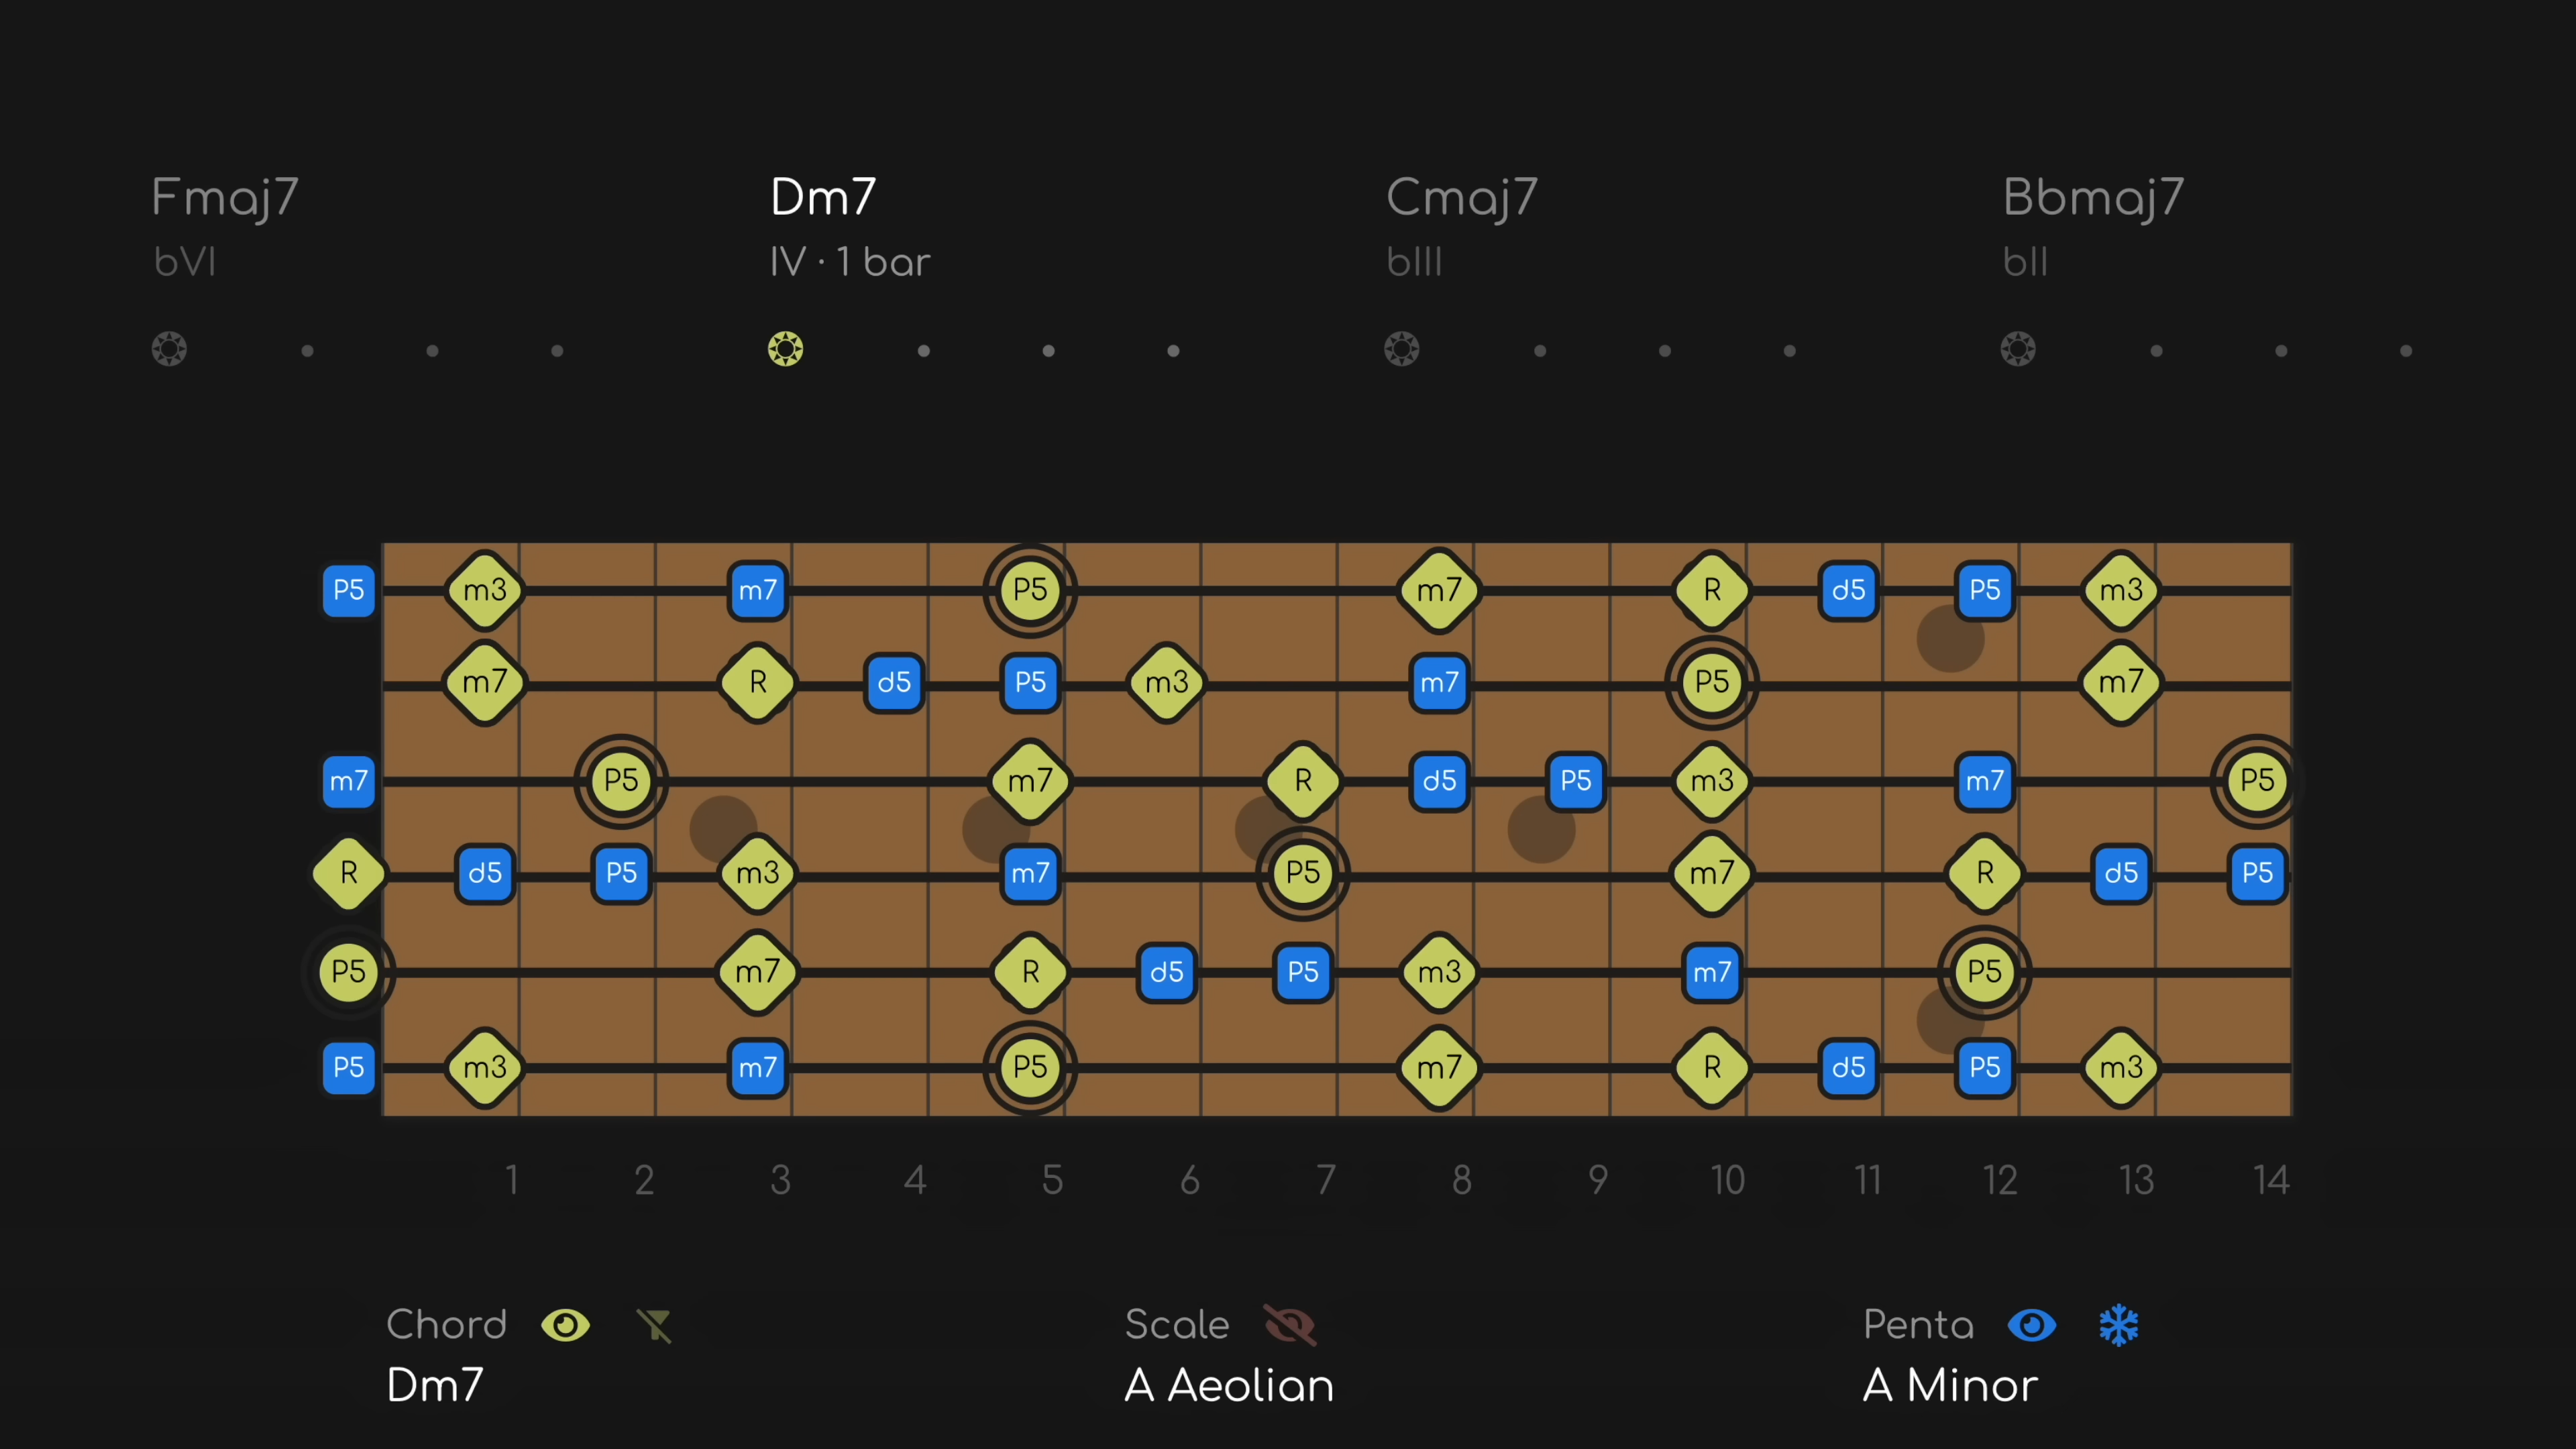 Fmaj7 Dm7 Cmaj7 Bbmaj7
bVI IV · 1 bar bIII bII
P5 m3 m7 P5 m7 R d5 P5 m3
m7 R d5 P5 m3 m7 P5 m7
m7 P5 m7 R d5 P5 m3 m7 P5
R d5 P5 m3 m7 P5 m7 R d5 P5
P5 m7 R d5 P5 m3 m7 P5
P5 m3 m7 P5 m7 R d5 P5 m3
1 2 3 4 5 6 7 8 9 10 11 12 13 14
Chord Scale Penta
Dm7 A Aeolian A Minor